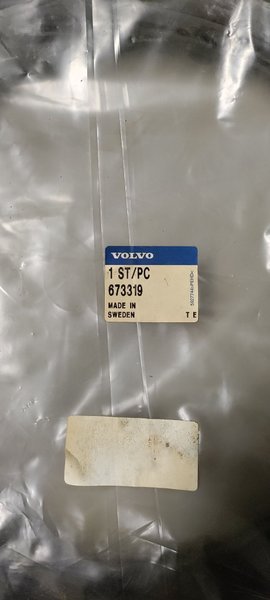 VOLVO
1 ST/PC
673319
MADE IN
SWEDEN
T E